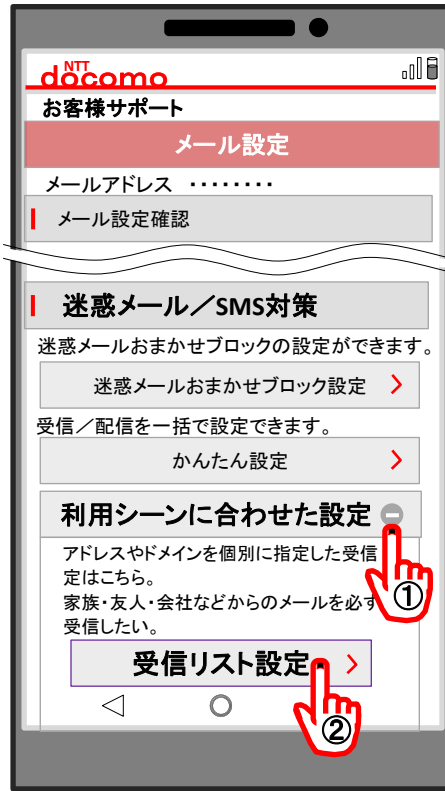 NTT
docomo
お客様サポート
メール設定
メールアドレス ・・・・・・・・
メール設定確認
迷惑メール／SMS対策
迷惑メールおまかせブロックの設定ができます。
迷惑メールおまかせブロック設定
受信／配信を一括で設定できます。
かんたん設定
利用シーンに合わせた設定
アドレスやドメインを個別に指定した受信
定はこちら。
①
家族・友人・会社などからのメールを必ず
受信したい。
受信リスト設定
②